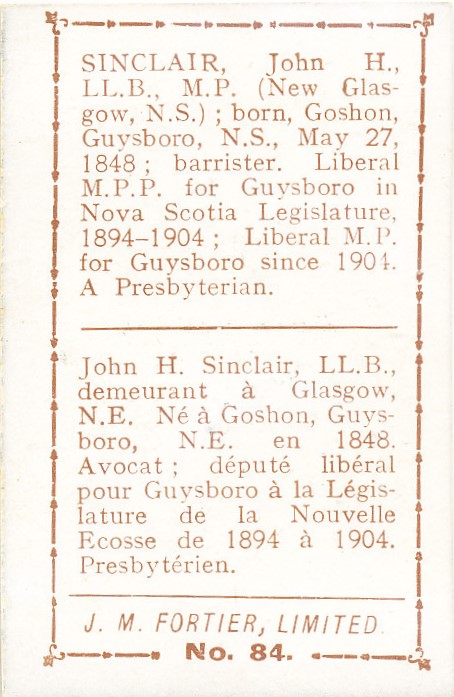 SINCLAIR, John H.,
LL.B., M.P. (New Glas-
gow, N.S.) ; born, Goshon,
Guysboro, N.S., May 27,
1848 ; barrister. Liberal
M.P.P. for Guysboro in
Nova Scotia Legislature,
1894-1904 ; Liberal M.P.
for Guysboro since 1904.
A Presbyterian.
John H. Sinclair, LL.B.,
demeurant à Glasgow,
N.E. Né à Goshon, Guys-
boro, N.E. en 1848.
Avocat ; député libéral
pour Guysboro à la Légis-
lature de la Nouvelle
Ecosse de 1894 à 1904.
Presbytérien.
J. M. FORTIER, LIMITED.
No. 84.